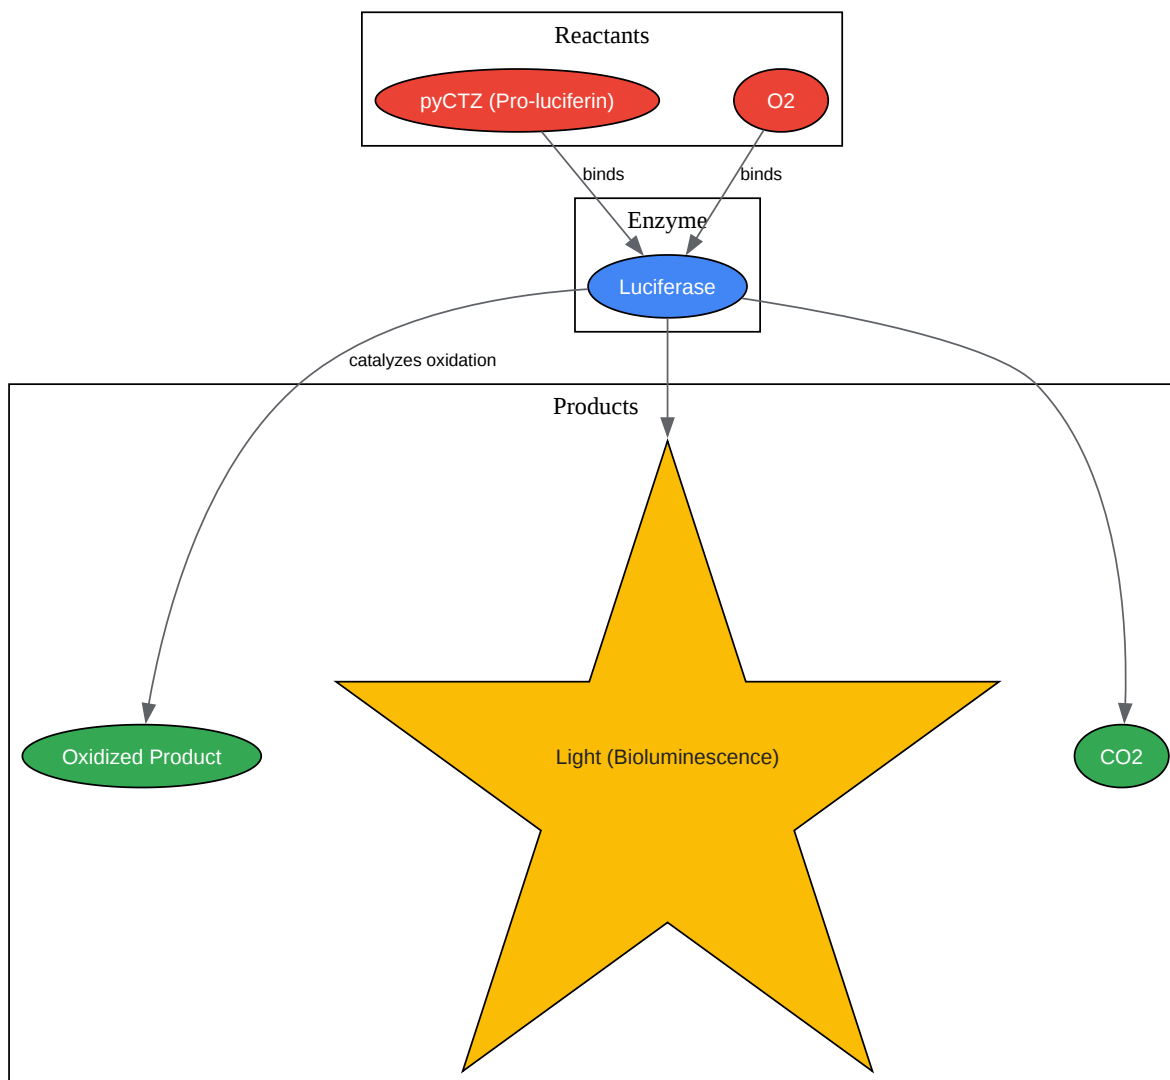 Reactants
pyCTZ (Pro-luciferin)
O2
binds
binds
Enzyme
Luciferase
catalyzes oxidation
Products
Oxidized Product
Light (Bioluminescence)
CO2